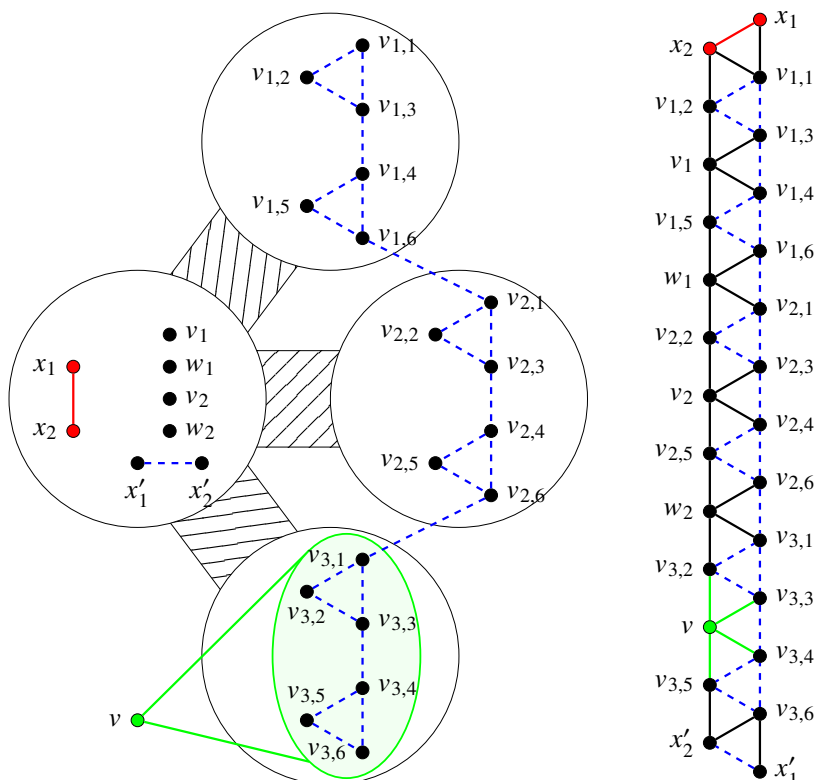 v1,1
v1,2
v1,3
v1,4
v1,5
v1,6
v2,1
v2,2
v2,3
v2,4
v2,5
v2,6
v1
w1
v2
w2
x1
x2
x′1
x′2
v3,1
v3,2
v3,3
v3,4
v3,5
v3,6
v
x1
x2
v1,1
v1,2
v1,3
v1
v1,4
v1,5
v1,6
w1
v2,1
v2,2
v2,3
v2
v2,4
v2,5
v2,6
w2
v3,1
v3,2
v3,3
v
v3,4
v3,5
v3,6
x′2
x′1